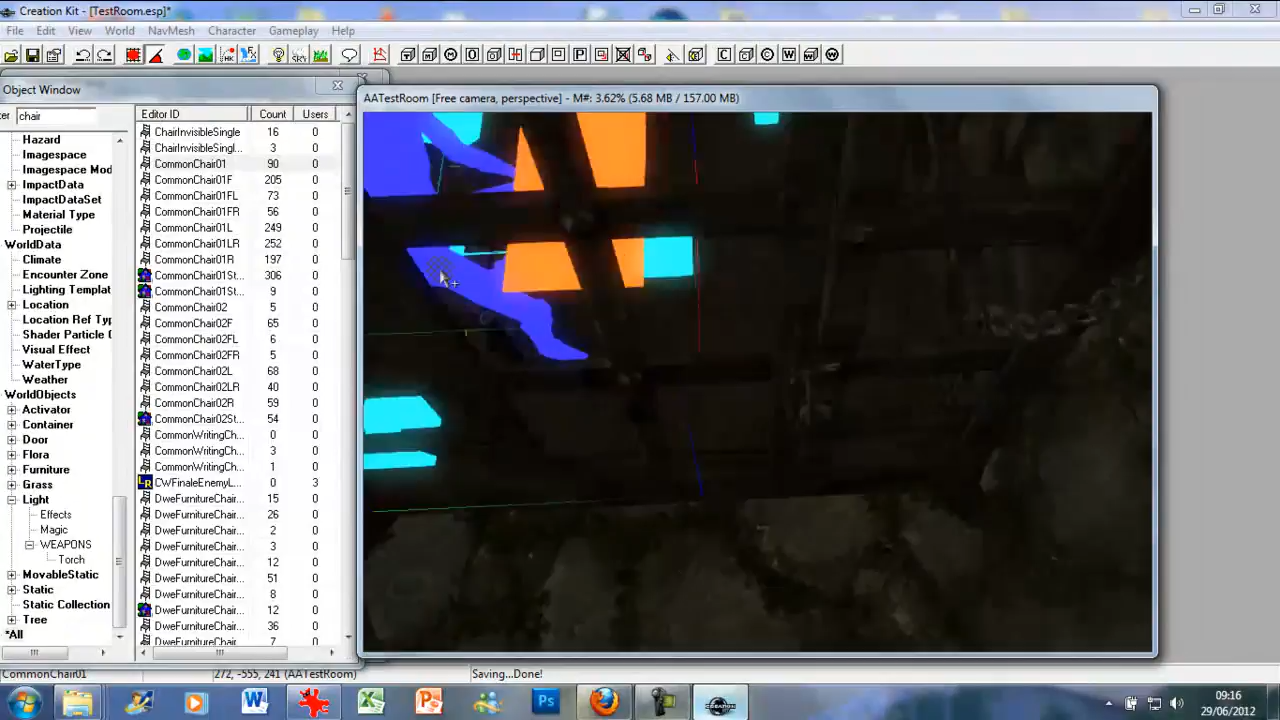 Creation Kit - [TestRoom.esp]*
File Edit View World NavMesh Character Gameplay Help
Object Window
AATestRoom [Free camera, perspective] - M#: 3.62% (5.68 MB / 157.00 MB)
ter chair
Editor ID Count Users
Hazard
Imagespace
Imagespace Mod
ImpactData
ImpactDataSet
Material Type
Projectile
WorldData
Climate
Encounter Zone
Lighting Templat
Location
Location Ref Typ
Shader Particle G
Visual Effect
WaterType
Weather
WorldObjects
Activator
Container
Door
Flora
Furniture
Grass
Light
Effects
Magic
WEAPONS
Torch
MovableStatic
Static
Static Collection
Tree
*All
ChairInvisibleSingle 16 0
ChairInvisibleSingl... 3 0
CommonChair01 90 0
CommonChair01F 205 0
CommonChair01FL 73 0
CommonChair01FR 56 0
CommonChair01L 249 0
CommonChair01LR 252 0
CommonChair01R 197 0
CommonChair01St... 306 0
CommonChair01St... 9 0
CommonChair02 5 0
CommonChair02F 65 0
CommonChair02FL 6 0
CommonChair02FR 5 0
CommonChair02L 68 0
CommonChair02LR 40 0
CommonChair02R 59 0
CommonChair02St... 54 0
CommonWritingCh... 0 0
CommonWritingCh... 3 0
CommonWritingCh... 1 0
CWFinaleEnemyL... 0 3
DweFurnitureChair... 15 0
DweFurnitureChair... 26 0
DweFurnitureChair... 2 0
DweFurnitureChair... 3 0
DweFurnitureChair... 12 0
DweFurnitureChair... 51 0
DweFurnitureChair... 8 0
DweFurnitureChair... 12 0
DweFurnitureChair... 36 0
DweFurnitureChair... 7 0
CommonChair01 272, -555, 241 (AATestRoom) Saving...Done!
09:16
29/06/2012